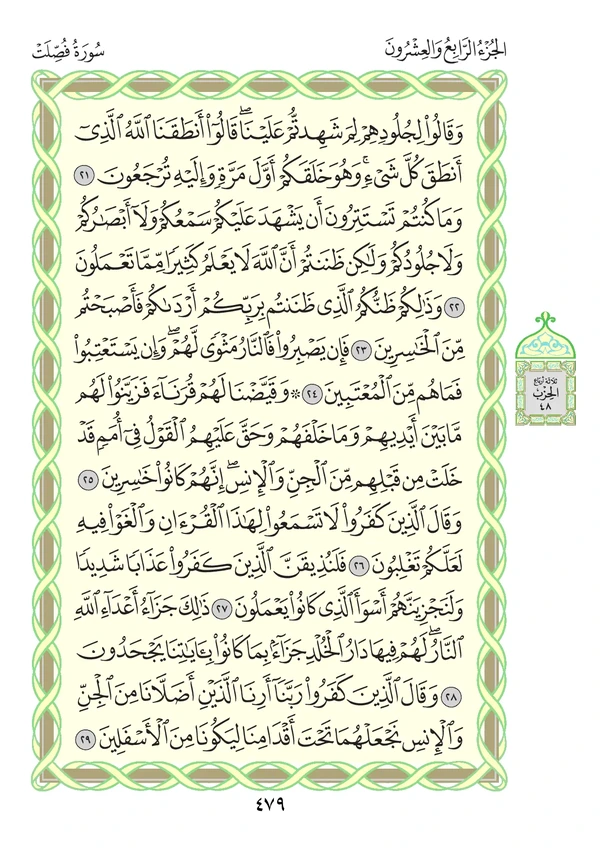 الجُزْءُ الرَّابِعُ وَالعِشْرُونَ
سُورَةُ فُصِّلَتْ
وَقَالُوا۟ لِجُلُودِهِمْ لِمَ شَهِدتُّمْ عَلَيْنَا ۖ قَالُوٓا۟ أَنطَقَنَا ٱللَّهُ ٱلَّذِىٓ
أَنطَقَ كُلَّ شَىْءٍ ۚ وَهُوَ خَلَقَكُمْ أَوَّلَ مَرَّةٍ وَإِلَيْهِ تُرْجَعُونَ ٢١
وَمَا كُنتُمْ تَسْتَتِرُونَ أَن يَشْهَدَ عَلَيْكُمْ سَمْعُكُمْ وَلَآ أَبْصَـٰرُكُمْ
وَلَا جُلُودُكُمْ وَلَـٰكِن ظَنَنتُمْ أَنَّ ٱللَّهَ لَا يَعْلَمُ كَثِيرًا مِّمَّا تَعْمَلُونَ
٢٢ وَذَٰلِكُمْ ظَنُّكُمُ ٱلَّذِى ظَنَنتُم بِرَبِّكُمْ أَرْدَىٰكُمْ فَأَصْبَحْتُم
مِّنَ ٱلْخَـٰسِرِينَ ٢٣ فَإِن يَصْبِرُوا۟ فَٱلنَّارُ مَثْوًى لَّهُمْ ۖ وَإِن يَسْتَعْتِبُوا۟
فَمَا هُم مِّنَ ٱلْمُعْتَبِينَ ٢٤ ۞ وَقَيَّضْنَا لَهُمْ قُرَنَآءَ فَزَيَّنُوا۟ لَهُم
مَّا بَيْنَ أَيْدِيهِمْ وَمَا خَلْفَهُمْ وَحَقَّ عَلَيْهِمُ ٱلْقَوْلُ فِىٓ أُمَمٍ قَدْ
خَلَتْ مِن قَبْلِهِم مِّنَ ٱلْجِنِّ وَٱلْإِنسِ ۖ إِنَّهُمْ كَانُوا۟ خَـٰسِرِينَ ٢٥
وَقَالَ ٱلَّذِينَ كَفَرُوا۟ لَا تَسْمَعُوا۟ لِهَـٰذَا ٱلْقُرْءَانِ وَٱلْغَوْا۟ فِيهِ
لَعَلَّكُمْ تَغْلِبُونَ ٢٦ فَلَنُذِيقَنَّ ٱلَّذِينَ كَفَرُوا۟ عَذَابًا شَدِيدًا
وَلَنَجْزِيَنَّهُمْ أَسْوَأَ ٱلَّذِى كَانُوا۟ يَعْمَلُونَ ٢٧ ذَٰلِكَ جَزَآءُ أَعْدَآءِ ٱللَّهِ
ٱلنَّارُ ۖ لَهُمْ فِيهَا دَارُ ٱلْخُلْدِ ۖ جَزَآءًۢ بِمَا كَانُوا۟ بِـَٔايَـٰتِنَا يَجْحَدُونَ
٢٨ وَقَالَ ٱلَّذِينَ كَفَرُوا۟ رَبَّنَآ أَرِنَا ٱلَّذَيْنِ أَضَلَّانَا مِنَ ٱلْجِنِّ
وَٱلْإِنسِ نَجْعَلْهُمَا تَحْتَ أَقْدَامِنَا لِيَكُونَا مِنَ ٱلْأَسْفَلِينَ ٢٩
ثلاثة أرباع
الحِزْب
٤٨
٤٧٩